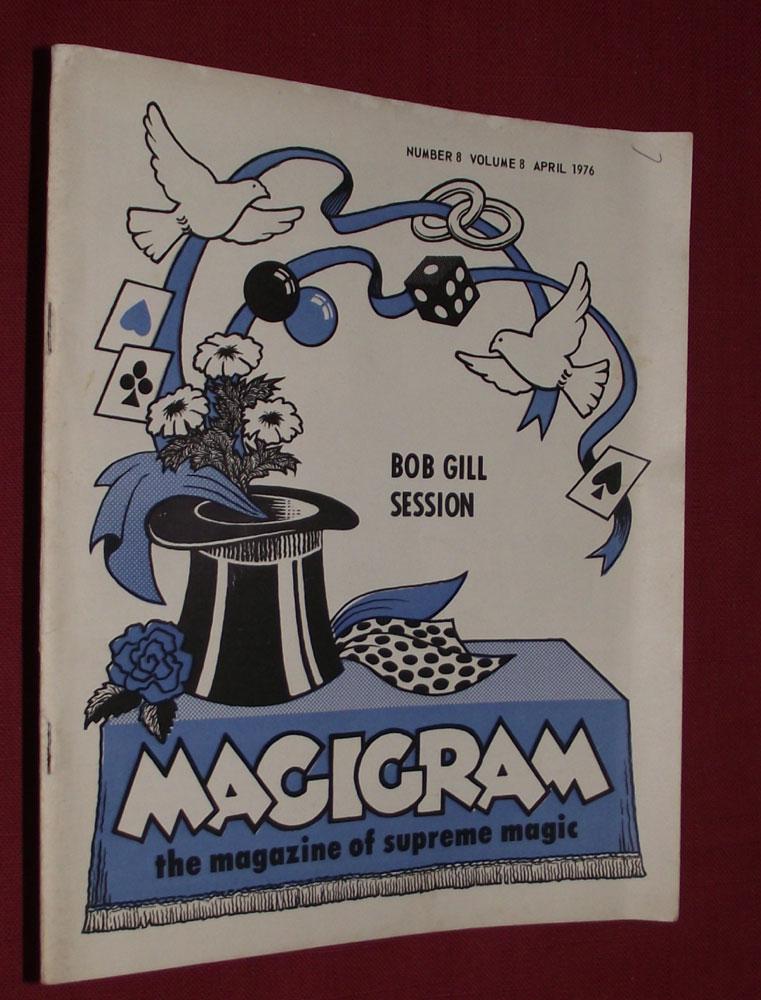 NUMBER 8 VOLUME 8 APRIL 1976
BOB GILL
SESSION
MAGIGRAM
the magazine of supreme magic